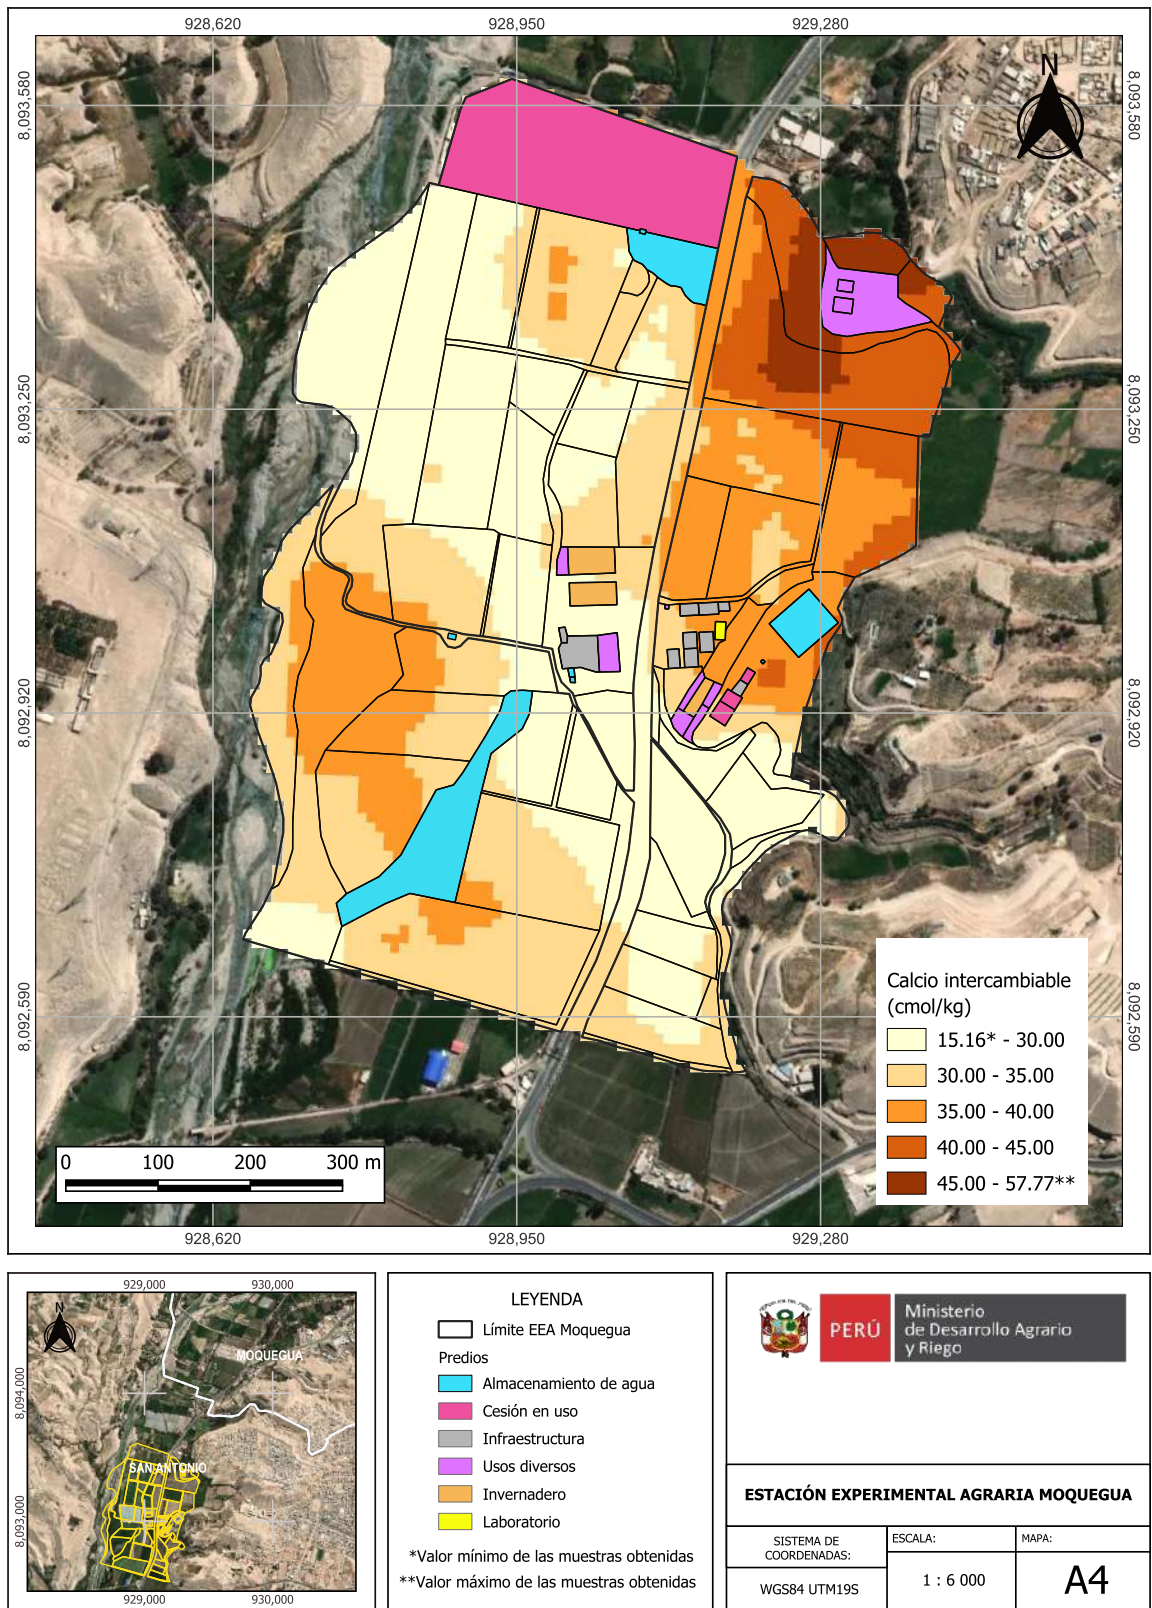 928,620
928,950
929,280
8,093,580
8,093,580
N
8,093,250
8,093,250
8,092,920
8,092,920
8,092,590
8,092,590
Calcio intercambiable
(cmol/kg)
15.16* - 30.00
30.00 - 35.00
35.00 - 40.00
40.00 - 45.00
45.00 - 57.77**
0 100 200 300 m
928,620
928,950
929,280
929,000
930,000
N
MOQUEGUA
8,094,000
SAN ANTONIO
8,093,000
929,000
930,000
LEYENDA
Límite EEA Moquegua
Predios
Almacenamiento de agua
Cesión en uso
Infraestructura
Usos diversos
Invernadero
Laboratorio
*Valor mínimo de las muestras obtenidas
**Valor máximo de las muestras obtenidas
REPUBLICA DEL PERU
PERÚ
Ministerio
de Desarrollo Agrario
y Riego
ESTACIÓN EXPERIMENTAL AGRARIA MOQUEGUA
SISTEMA DE
COORDENADAS:
WGS84 UTM19S
ESCALA:
1 : 6 000
MAPA:
A4